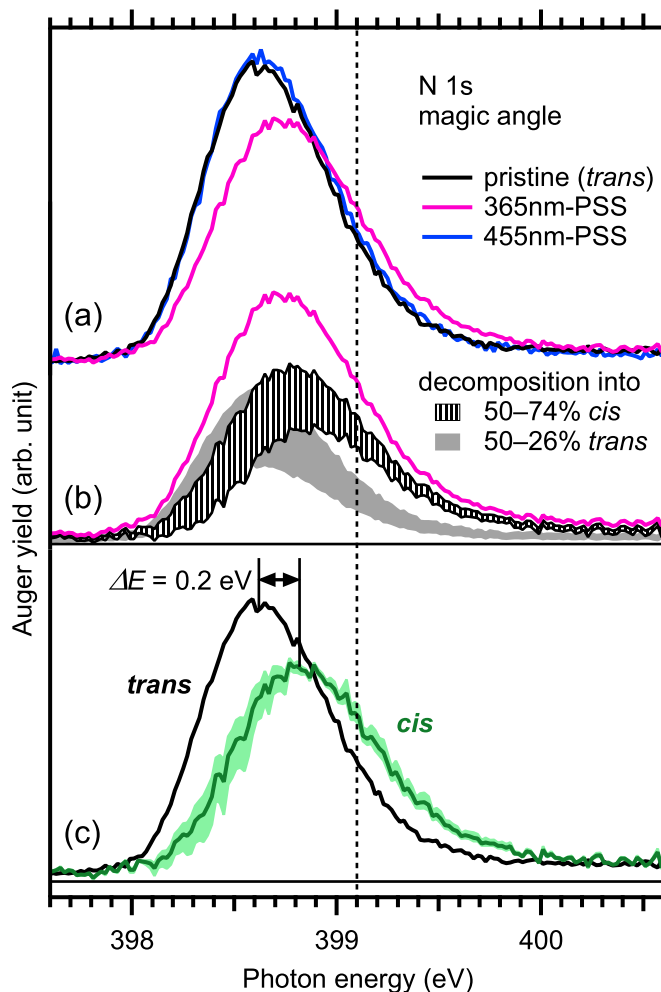 N 1s
magic angle
pristine (trans)
365nm-PSS
455nm-PSS
(a)
decomposition into
50–74% cis
50–26% trans
(b)
Auger yield (arb. unit)
ΔE = 0.2 eV
trans
cis
(c)
398
399
400
Photon energy (eV)